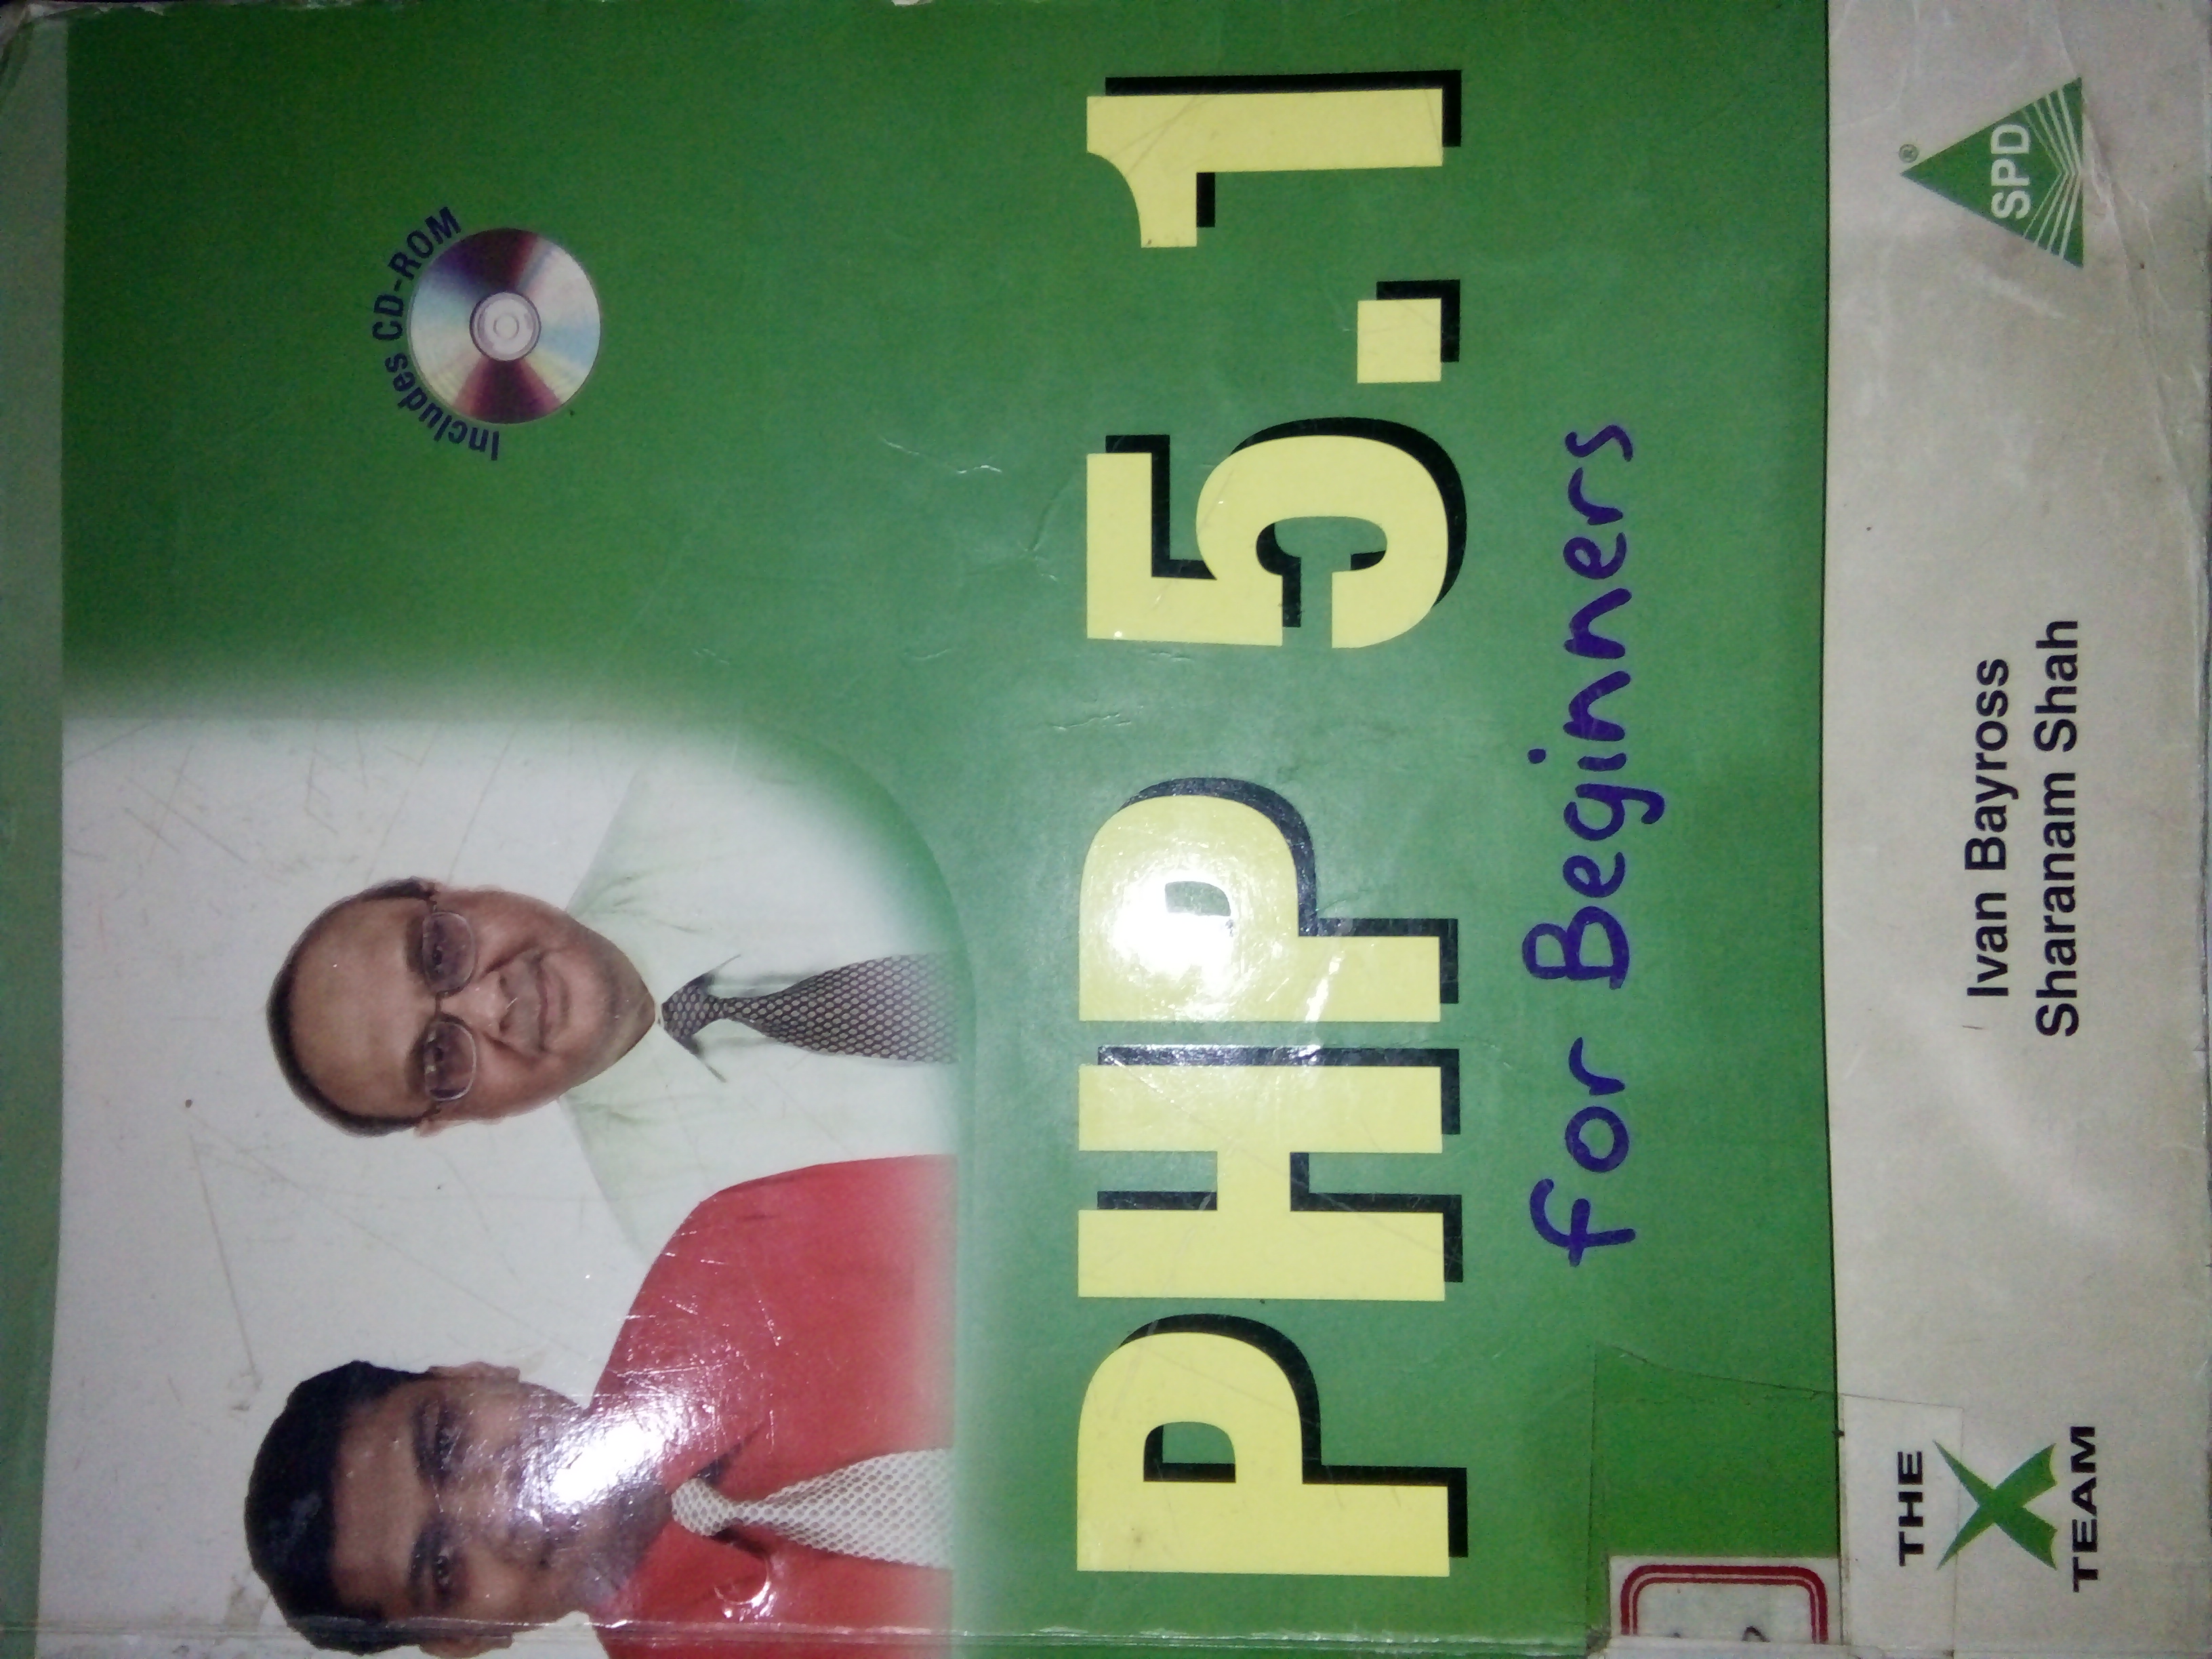 Includes CD-ROM
PHP 5.1
for Beginners
Ivan Bayross
Sharanam Shah
THE
X
TEAM
SPD®